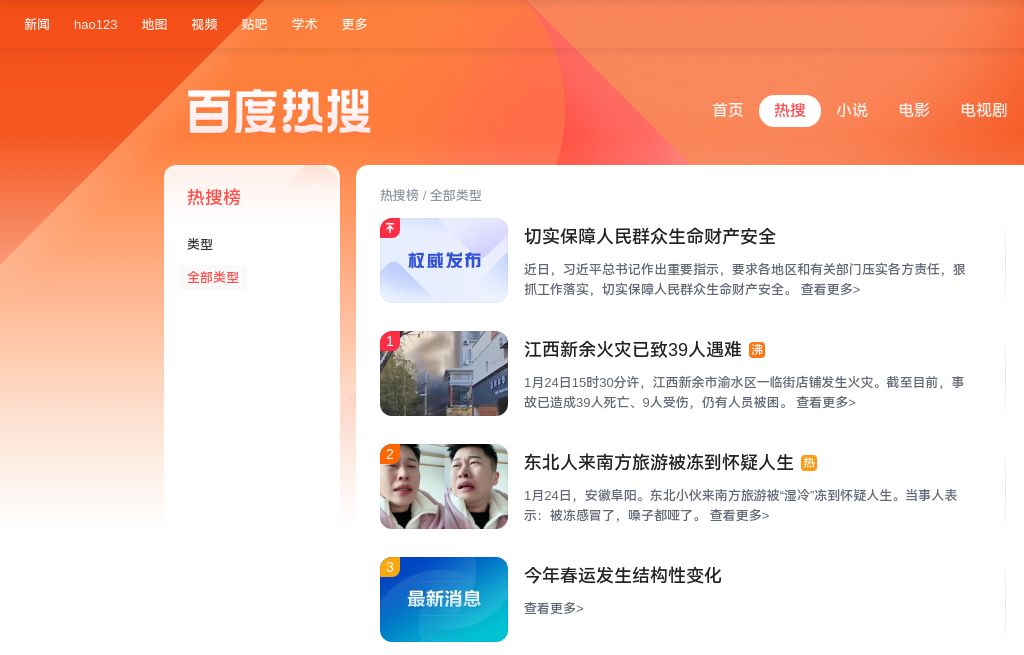 新闻 hao123 地图 视频 贴吧 学术 更多
百度热搜
首页 热搜 小说 电影 电视剧
热搜榜
类型
全部类型
热搜榜 / 全部类型
权威发布
切实保障人民群众生命财产安全
近日，习近平总书记作出重要指示，要求各地区和有关部门压实各方责任，狠
抓工作落实，切实保障人民群众生命财产安全。 查看更多>
1
江西新余火灾已致39人遇难 沸
1月24日15时30分许，江西新余市渝水区一临街店铺发生火灾。截至目前，事
故已造成39人死亡、9人受伤，仍有人员被困。 查看更多>
2
东北人来南方旅游被冻到怀疑人生 热
1月24日，安徽阜阳。东北小伙来南方旅游被“湿冷”冻到怀疑人生。当事人表
示：被冻感冒了，嗓子都哑了。 查看更多>
3
最新消息
今年春运发生结构性变化
查看更多>